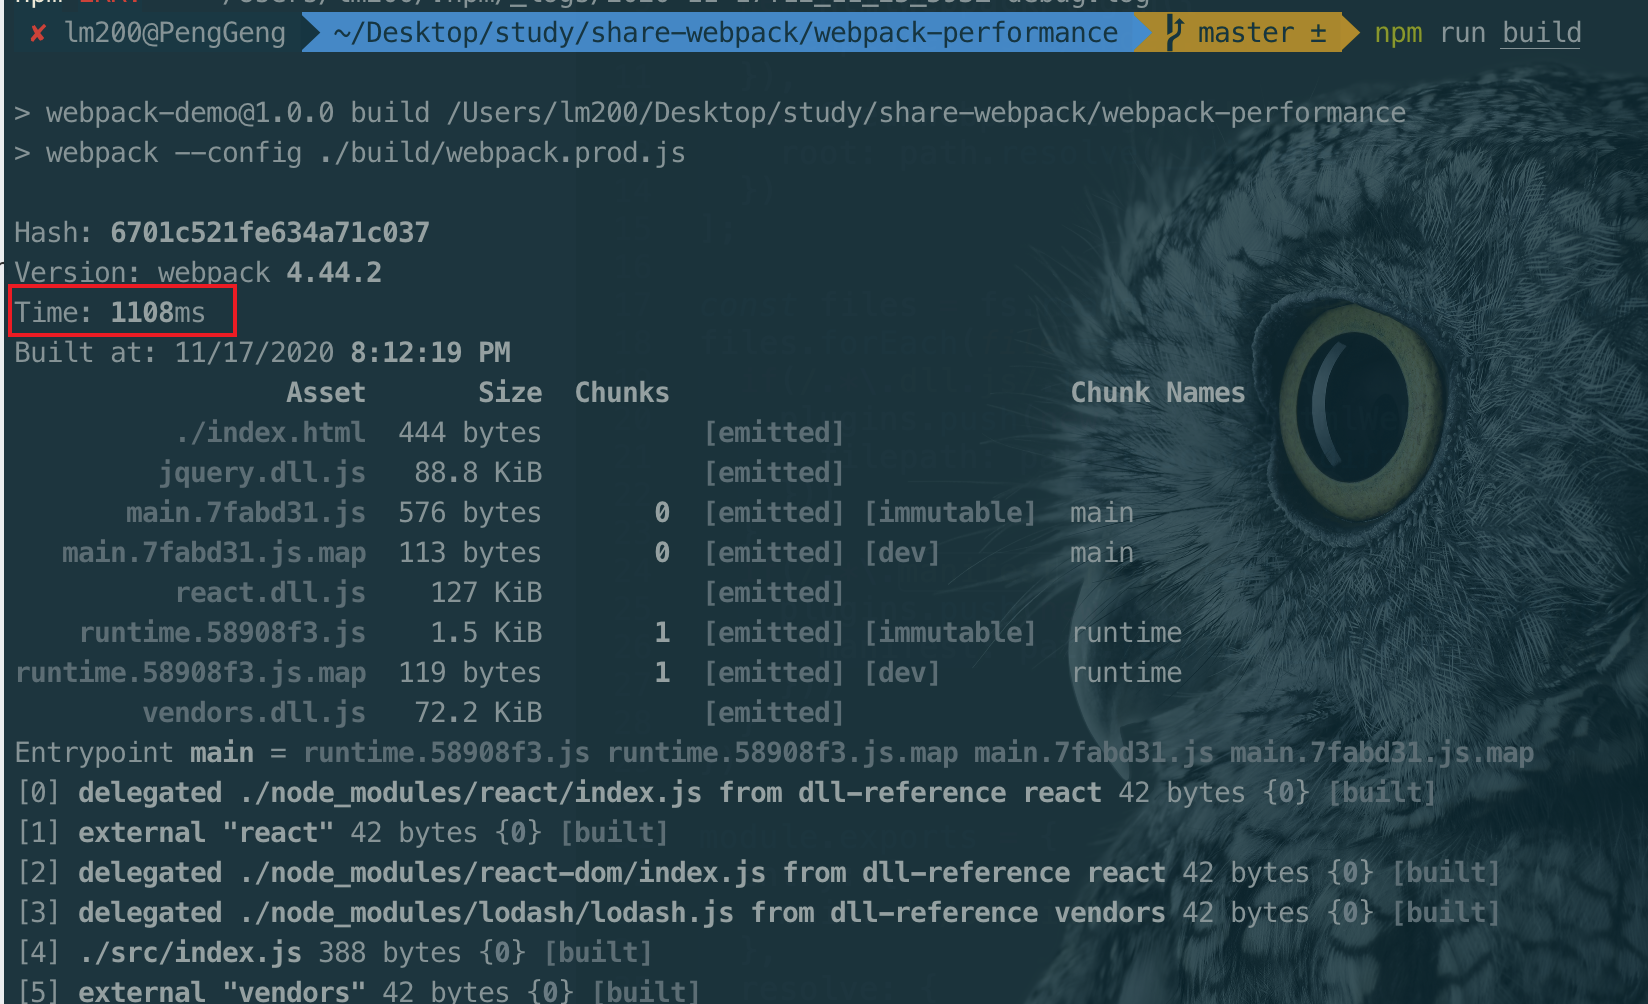 ✘ lm200@PengGeng ~/Desktop/study/share-webpack/webpack-performance master ± npm run build
> webpack-demo@1.0.0 build /Users/lm200/Desktop/study/share-webpack/webpack-performance
> webpack --config ./build/webpack.prod.js
Hash: 6701c521fe634a71c037
Version: webpack 4.44.2
Time: 1108ms
Built at: 11/17/2020 8:12:19 PM
Asset Size Chunks Chunk Names
./index.html 444 bytes [emitted]
jquery.dll.js 88.8 KiB [emitted]
main.7fabd31.js 576 bytes 0 [emitted] [immutable] main
main.7fabd31.js.map 113 bytes 0 [emitted] [dev] main
react.dll.js 127 KiB [emitted]
runtime.58908f3.js 1.5 KiB 1 [emitted] [immutable] runtime
runtime.58908f3.js.map 119 bytes 1 [emitted] [dev] runtime
vendors.dll.js 72.2 KiB [emitted]
Entrypoint main = runtime.58908f3.js runtime.58908f3.js.map main.7fabd31.js main.7fabd31.js.map
[0] delegated ./node_modules/react/index.js from dll-reference react 42 bytes {0} [built]
[1] external "react" 42 bytes {0} [built]
[2] delegated ./node_modules/react-dom/index.js from dll-reference react 42 bytes {0} [built]
[3] delegated ./node_modules/lodash/lodash.js from dll-reference vendors 42 bytes {0} [built]
[4] ./src/index.js 388 bytes {0} [built]
[5] external "vendors" 42 bytes {0} [built]